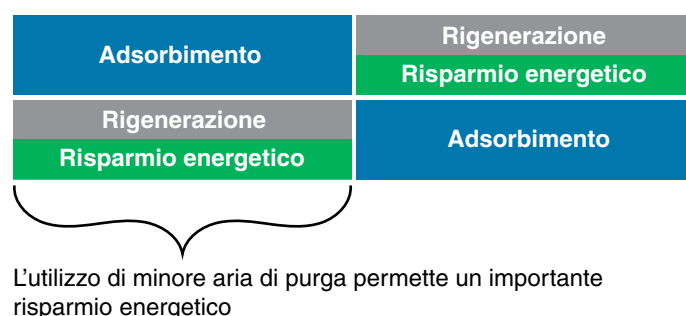 Adsorbimento
Rigenerazione
Risparmio energetico
Rigenerazione
Risparmio energetico
Adsorbimento
L'utilizzo di minore aria di purga permette un importante
risparmio energetico